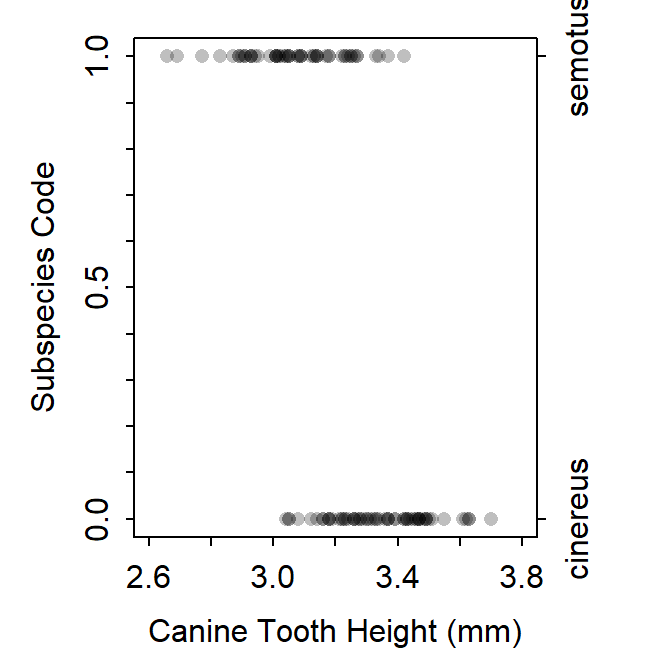 1.0
0.5
0.0
Subspecies Code
semotus
cinereus
2.6 3.0 3.4 3.8
Canine Tooth Height (mm)